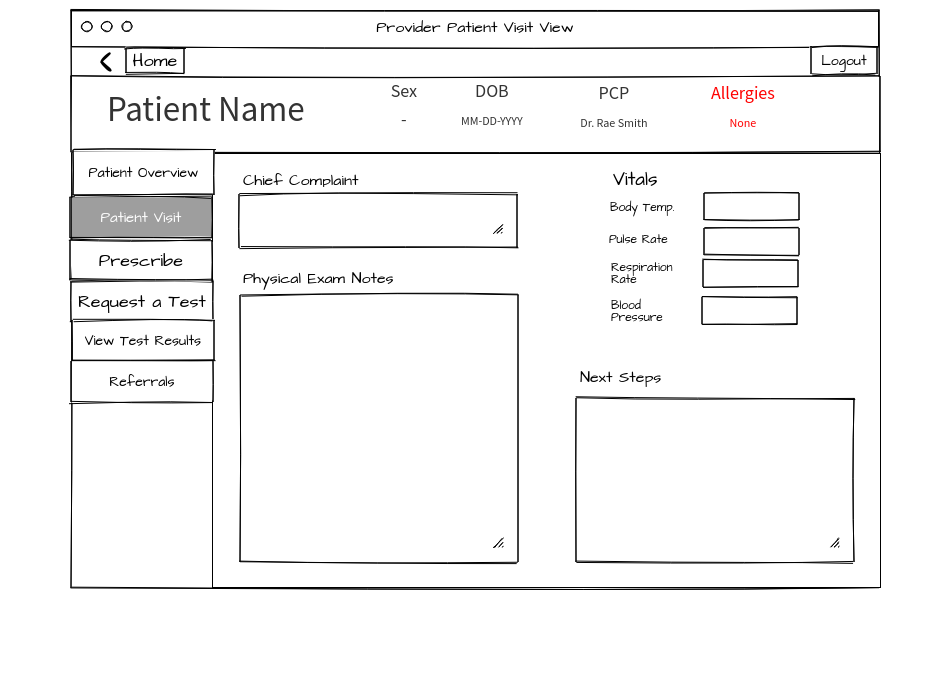 Provider Patient Visit View
Home
Logout
Patient Name
Sex
DOB
PCP
Allergies
-
MM-DD-YYYY
Dr. Rae Smith
None
Patient Overview
Patient Visit
Prescribe
Request a Test
View Test Results
Referrals
Chief Complaint
Physical Exam Notes
Vitals
Body Temp.
Pulse Rate
Respiration
Rate
Blood
Pressure
Next Steps